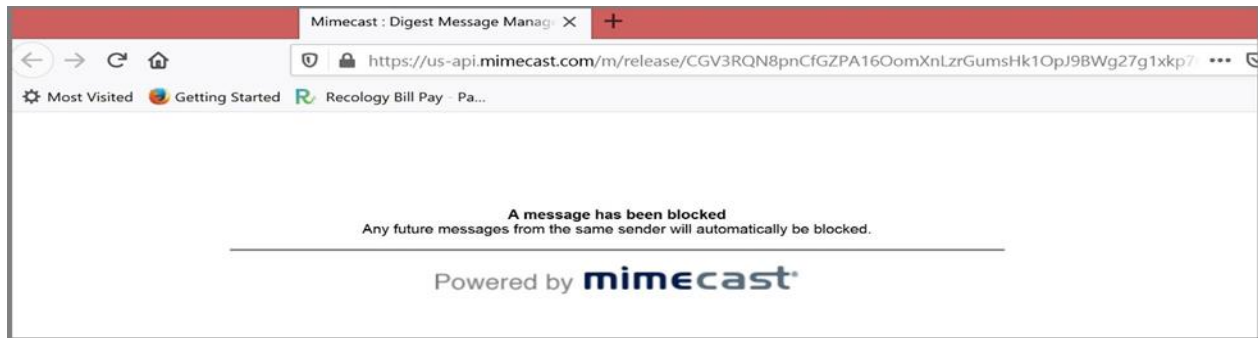 Mimecast : Digest Message Manag
https://us-api.mimecast.com/m/release/CGV3RQN8pnCfGZPA16OomXnLzrGumsHk1OpJ9BWg27g1xkp7
Most Visited Getting Started Recology Bill Pay - Pa...
A message has been blocked
Any future messages from the same sender will automatically be blocked.
Powered by mimecast